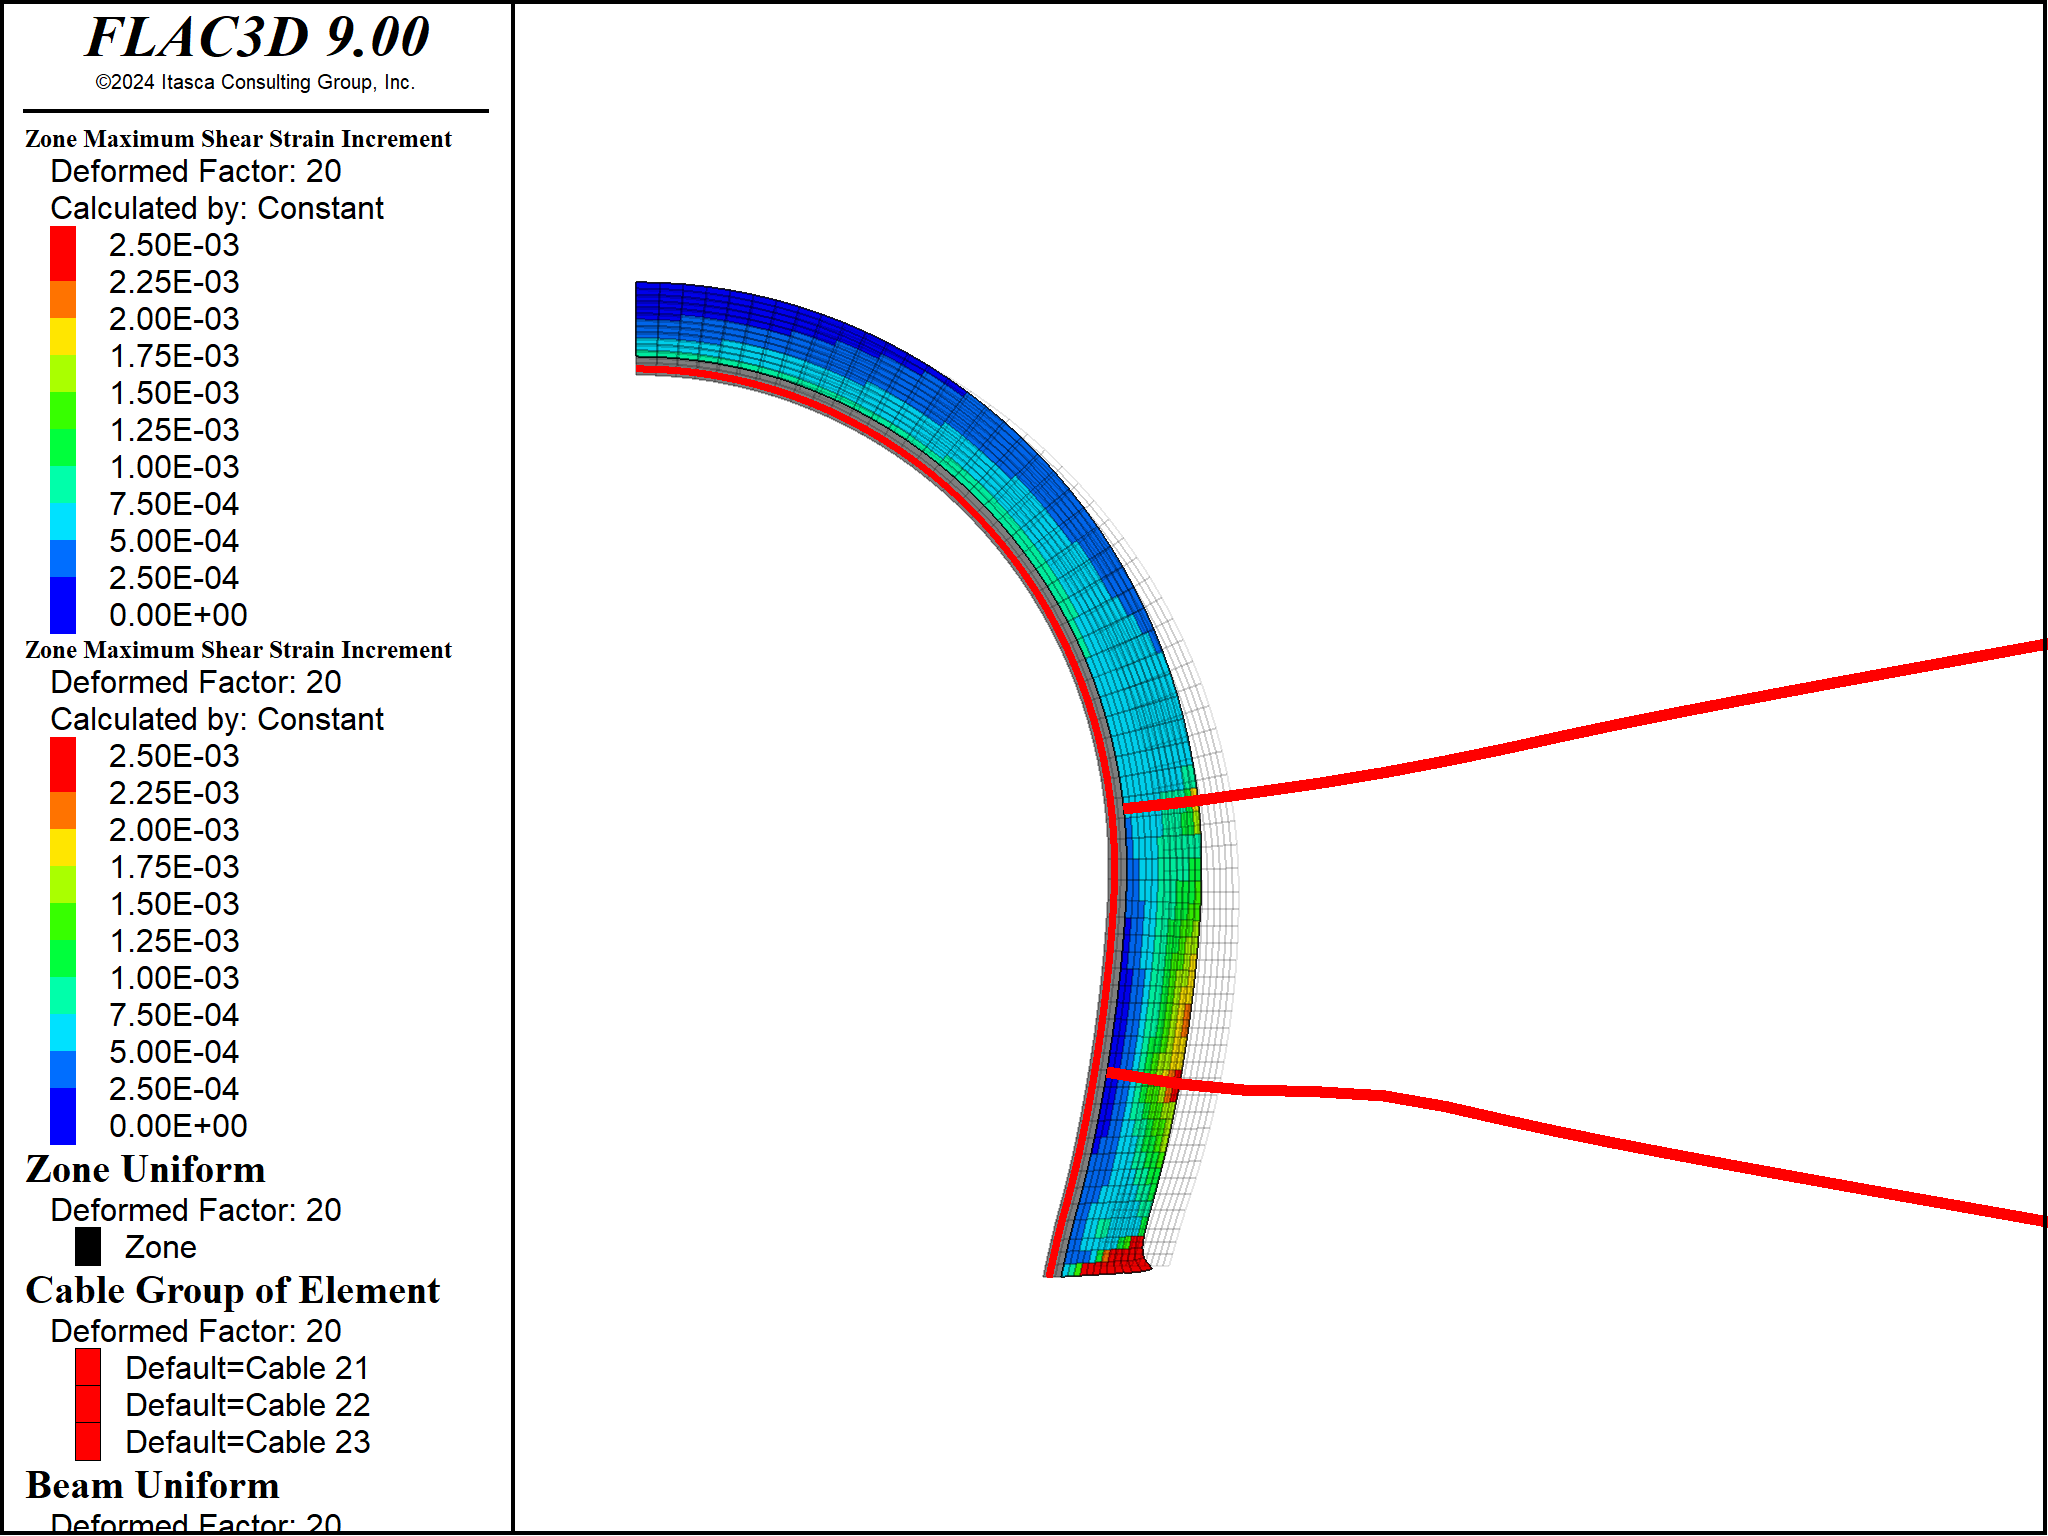 FLAC3D 9.00
©2024 Itasca Consulting Group, Inc.
Zone Maximum Shear Strain Increment
Deformed Factor: 20
Calculated by: Constant
2.50E-03
2.25E-03
2.00E-03
1.75E-03
1.50E-03
1.25E-03
1.00E-03
7.50E-04
5.00E-04
2.50E-04
0.00E+00
Zone Maximum Shear Strain Increment
Deformed Factor: 20
Calculated by: Constant
2.50E-03
2.25E-03
2.00E-03
1.75E-03
1.50E-03
1.25E-03
1.00E-03
7.50E-04
5.00E-04
2.50E-04
0.00E+00
Zone Uniform
Deformed Factor: 20
Zone
Cable Group of Element
Deformed Factor: 20
Default=Cable 21
Default=Cable 22
Default=Cable 23
Beam Uniform
Deformed Factor: 20